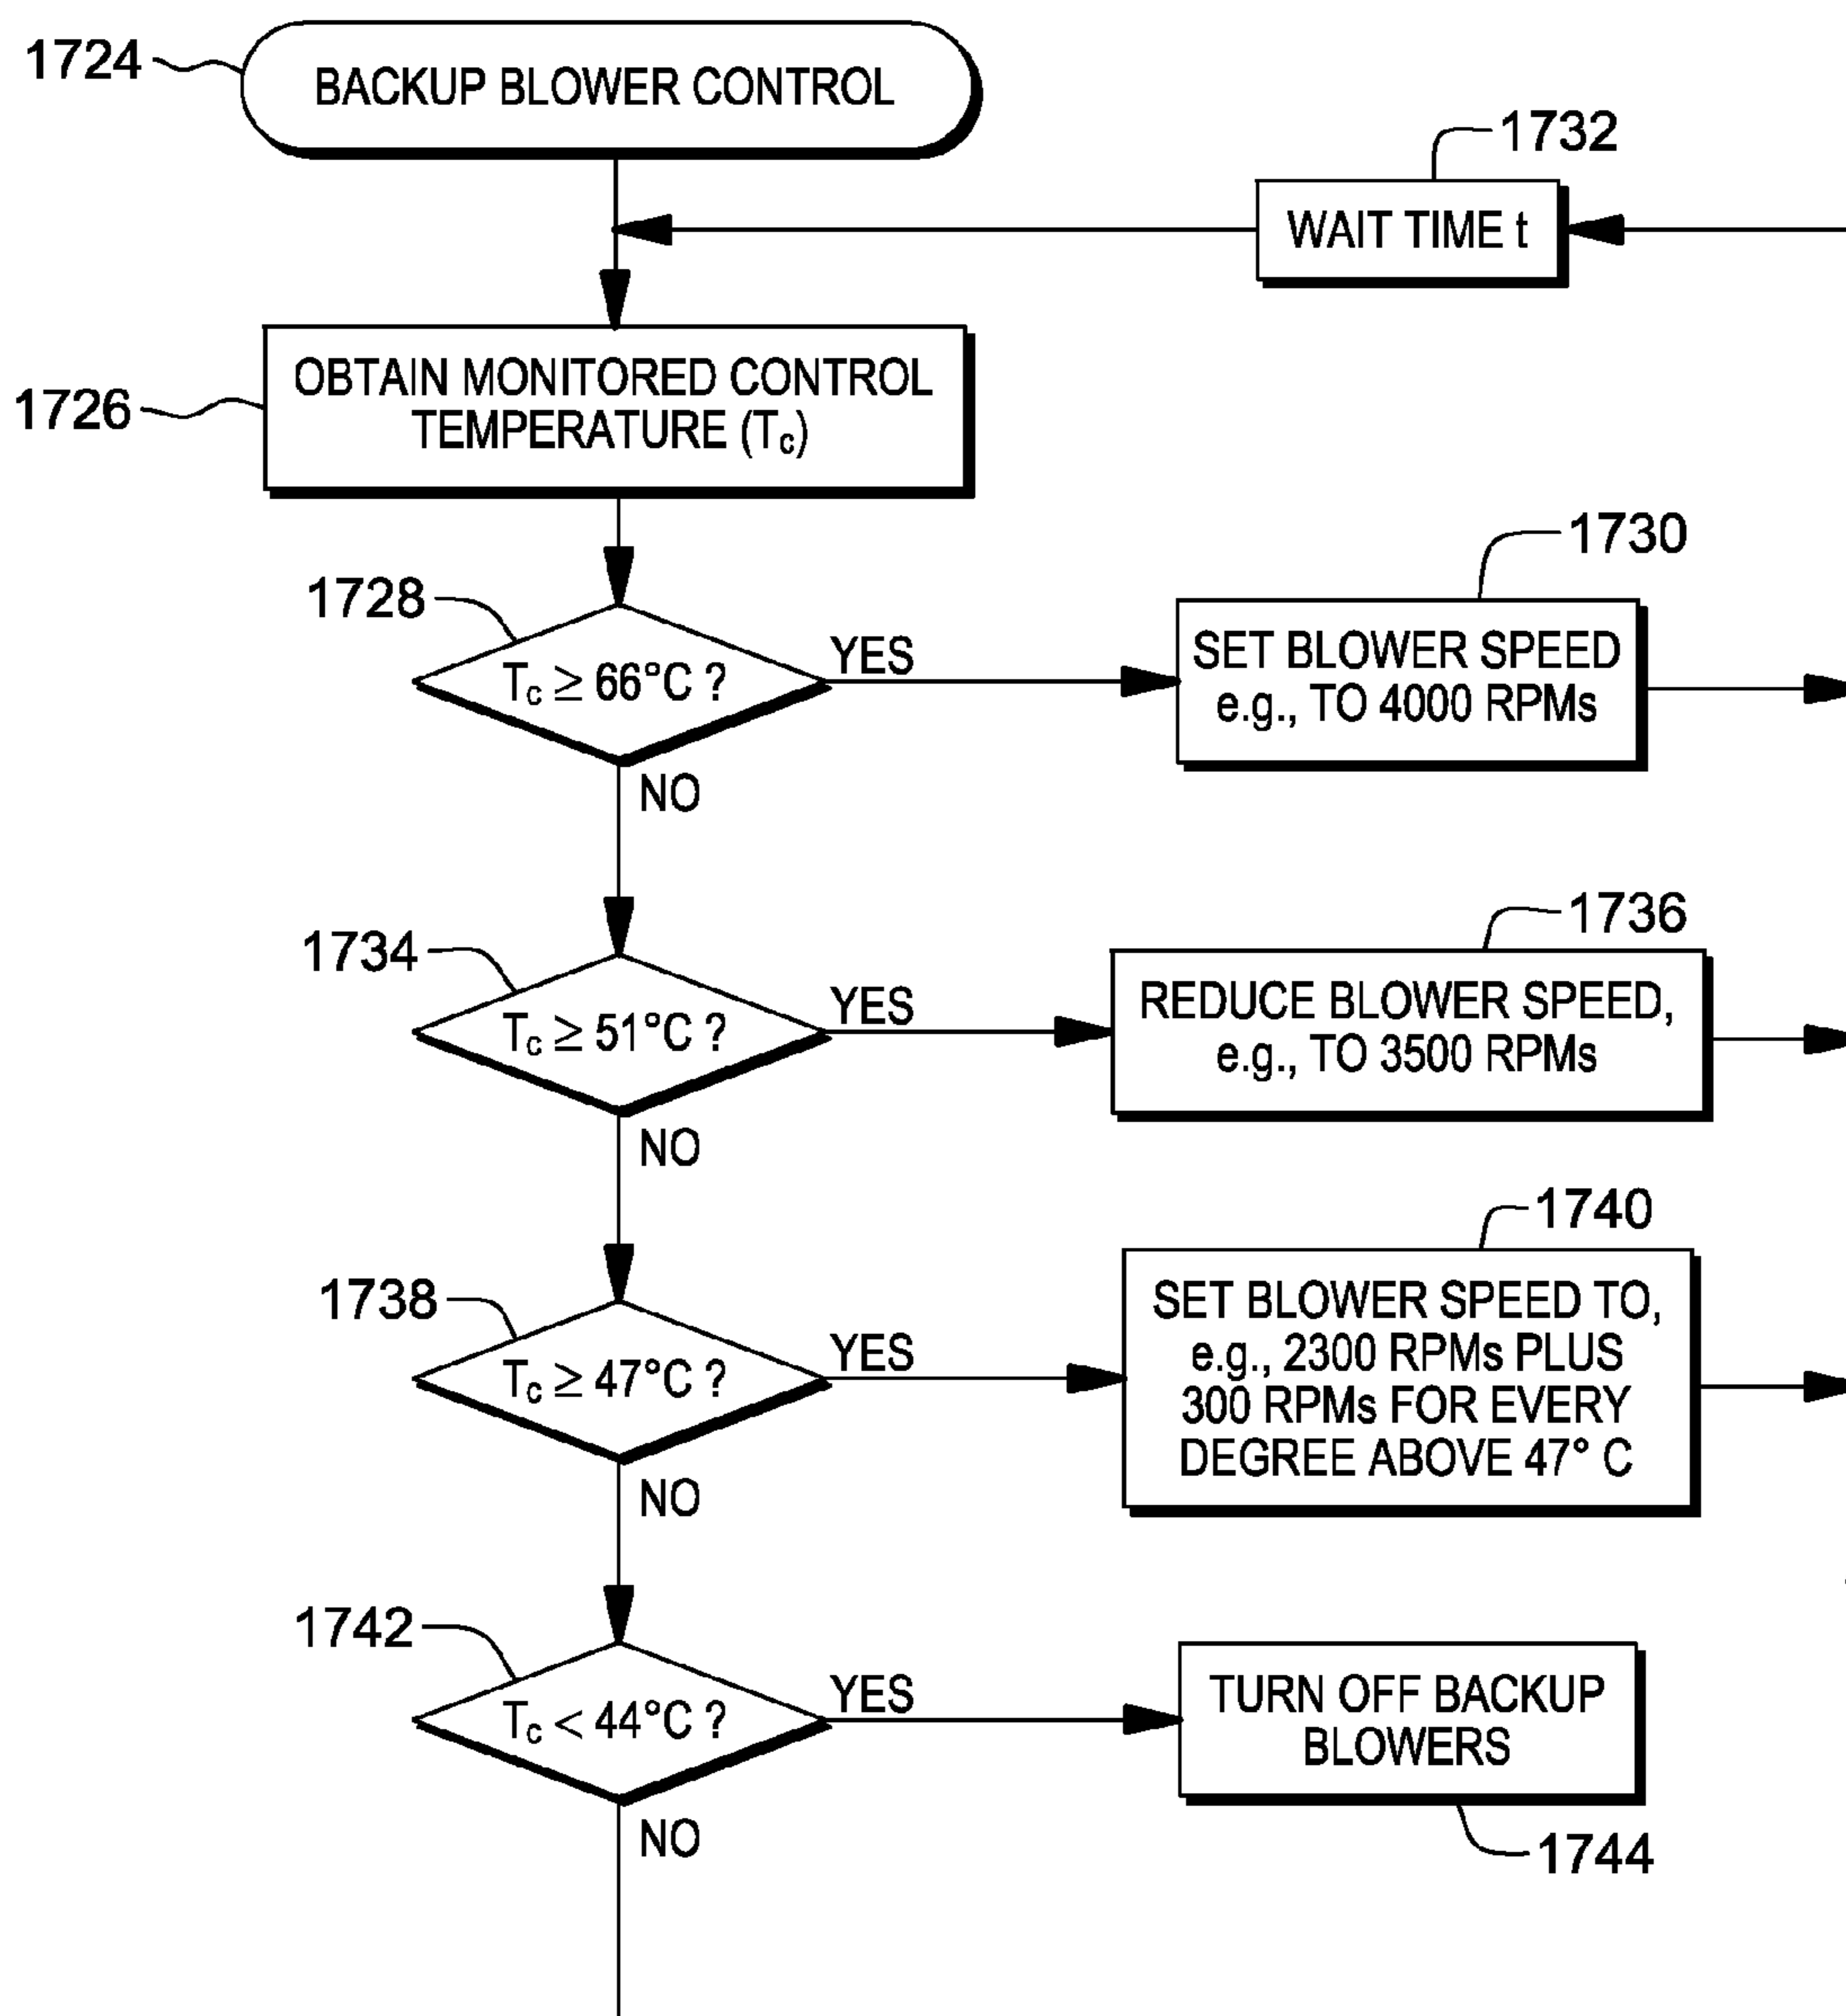 1724
BACKUP BLOWER CONTROL
1732
WAIT TIME t
1726
OBTAIN MONITORED CONTROL
TEMPERATURE (Tc)
1728
Tc ≥ 66°C ?
YES
NO
1730
SET BLOWER SPEED
e.g., TO 4000 RPMs
1734
Tc ≥ 51°C ?
YES
NO
1736
REDUCE BLOWER SPEED,
e.g., TO 3500 RPMs
1738
Tc ≥ 47°C ?
YES
NO
1740
SET BLOWER SPEED TO,
e.g., 2300 RPMs PLUS
300 RPMs FOR EVERY
DEGREE ABOVE 47° C
1742
Tc < 44°C ?
YES
NO
TURN OFF BACKUP
BLOWERS
1744